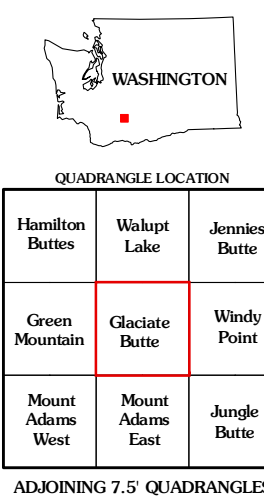 WASHINGTON
QUADRANGLE LOCATION
Hamilton Buttes
Walupt Lake
Jennies Butte
Green Mountain
Glaciate Butte
Windy Point
Mount Adams West
Mount Adams East
Jungle Butte
ADJOINING 7.5' QUADRANGLES